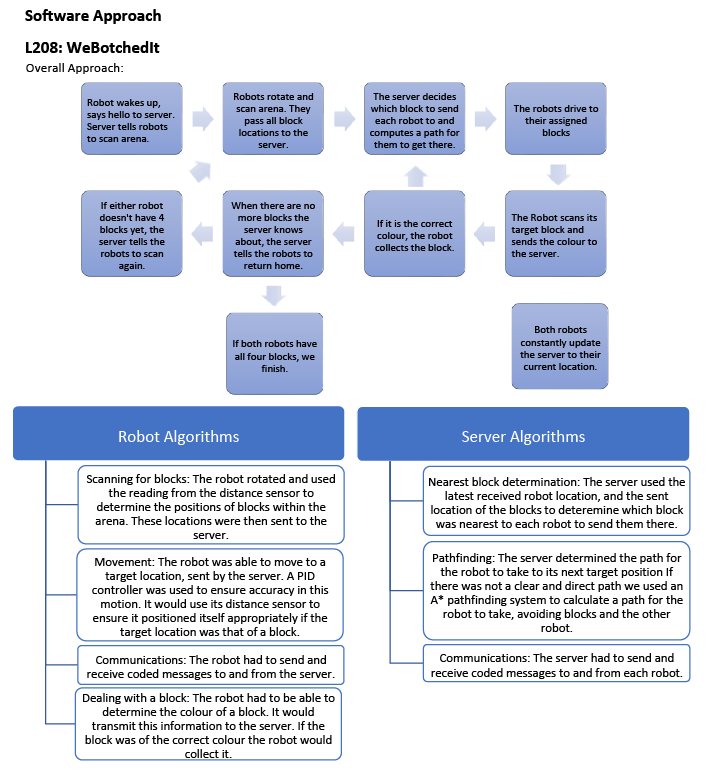 Software Approach
L208: WeBotchedIt
Overall Approach:
Robot wakes up,
says hello to server.
Server tells robots
to scan arena.
Robots rotate and
scan arena. They
pass all block
locations to the
server.
The server decides
which block to send
each robot to and
computes a path for
them to get there.
The robots drive to
their assigned
blocks
If either robot
doesn't have 4
blocks yet, the
server tells the
robots to scan
again.
When there are no
more blocks the
server knows
about, the server
tells the robots to
return home.
If it is the correct
colour, the robot
collects the block.
The Robot scans its
target block and
sends the colour to
the server.
If both robots have
all four blocks, we
finish.
Both robots
constantly update
the server to their
current location.
Robot Algorithms
Scanning for blocks: The robot rotated and used
the reading from the distance sensor to
determine the positions of blocks within the
arena. These locations were then sent to the
server.
Movement: The robot was able to move to a
target location, sent by the server. A PID
controller was used to ensure accuracy in this
motion. It would use its distance sensor to
ensure it positioned itself appropriately if the
target location was that of a block.
Communications: The robot had to send and
receive coded messages to and from the server.
Dealing with a block: The robot had to be able to
determine the colour of a block. It would
transmit this information to the server. If the
block was of the correct colour the robot would
collect it.
Server Algorithms
Nearest block determination: The server used the
latest received robot location, and the sent
location of the blocks to deteremine which block
was nearest to each robot to send them there.
Pathfinding: The server determined the path for
the robot to take to its next target position If
there was not a clear and direct path we used an
A* pathfinding system to calculate a path for the
robot to take, avoiding blocks and the other
robot.
Communications: The server had to send and
receive coded messages to and from each robot.